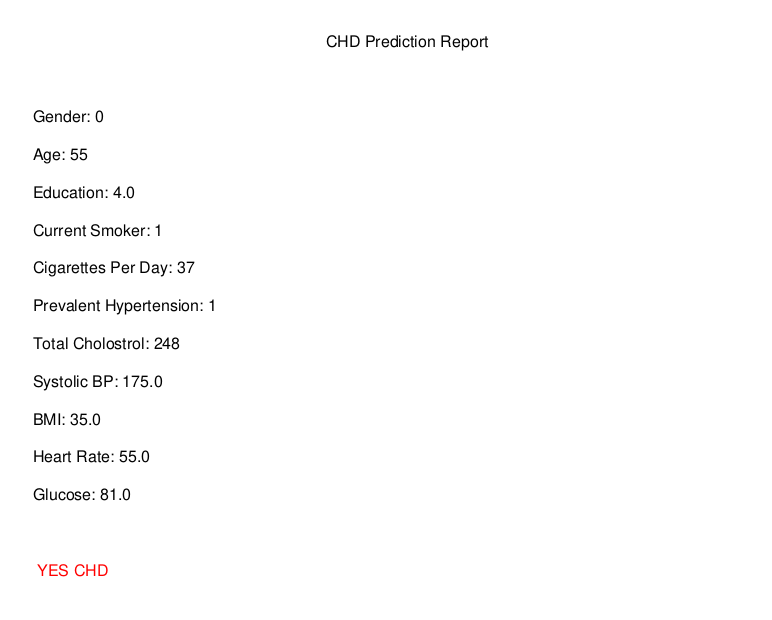 CHD Prediction Report
Gender: 0
Age: 55
Education: 4.0
Current Smoker: 1
Cigarettes Per Day: 37
Prevalent Hypertension: 1
Total Cholostrol: 248
Systolic BP: 175.0
BMI: 35.0
Heart Rate: 55.0
Glucose: 81.0
YES CHD